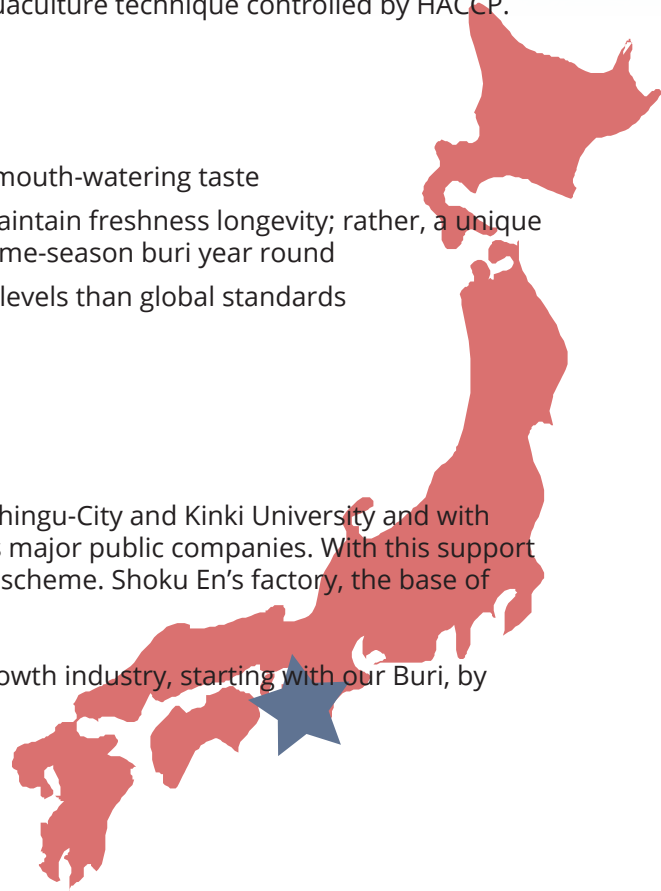 uaculture technique controlled by HACCP.
mouth-watering taste
aintain freshness longevity; rather, a unique
me-season buri year round
levels than global standards
hingu-City and Kinki University and with
s major public companies. With this support
scheme. Shoku En’s factory, the base of
owth industry, starting with our Buri, by